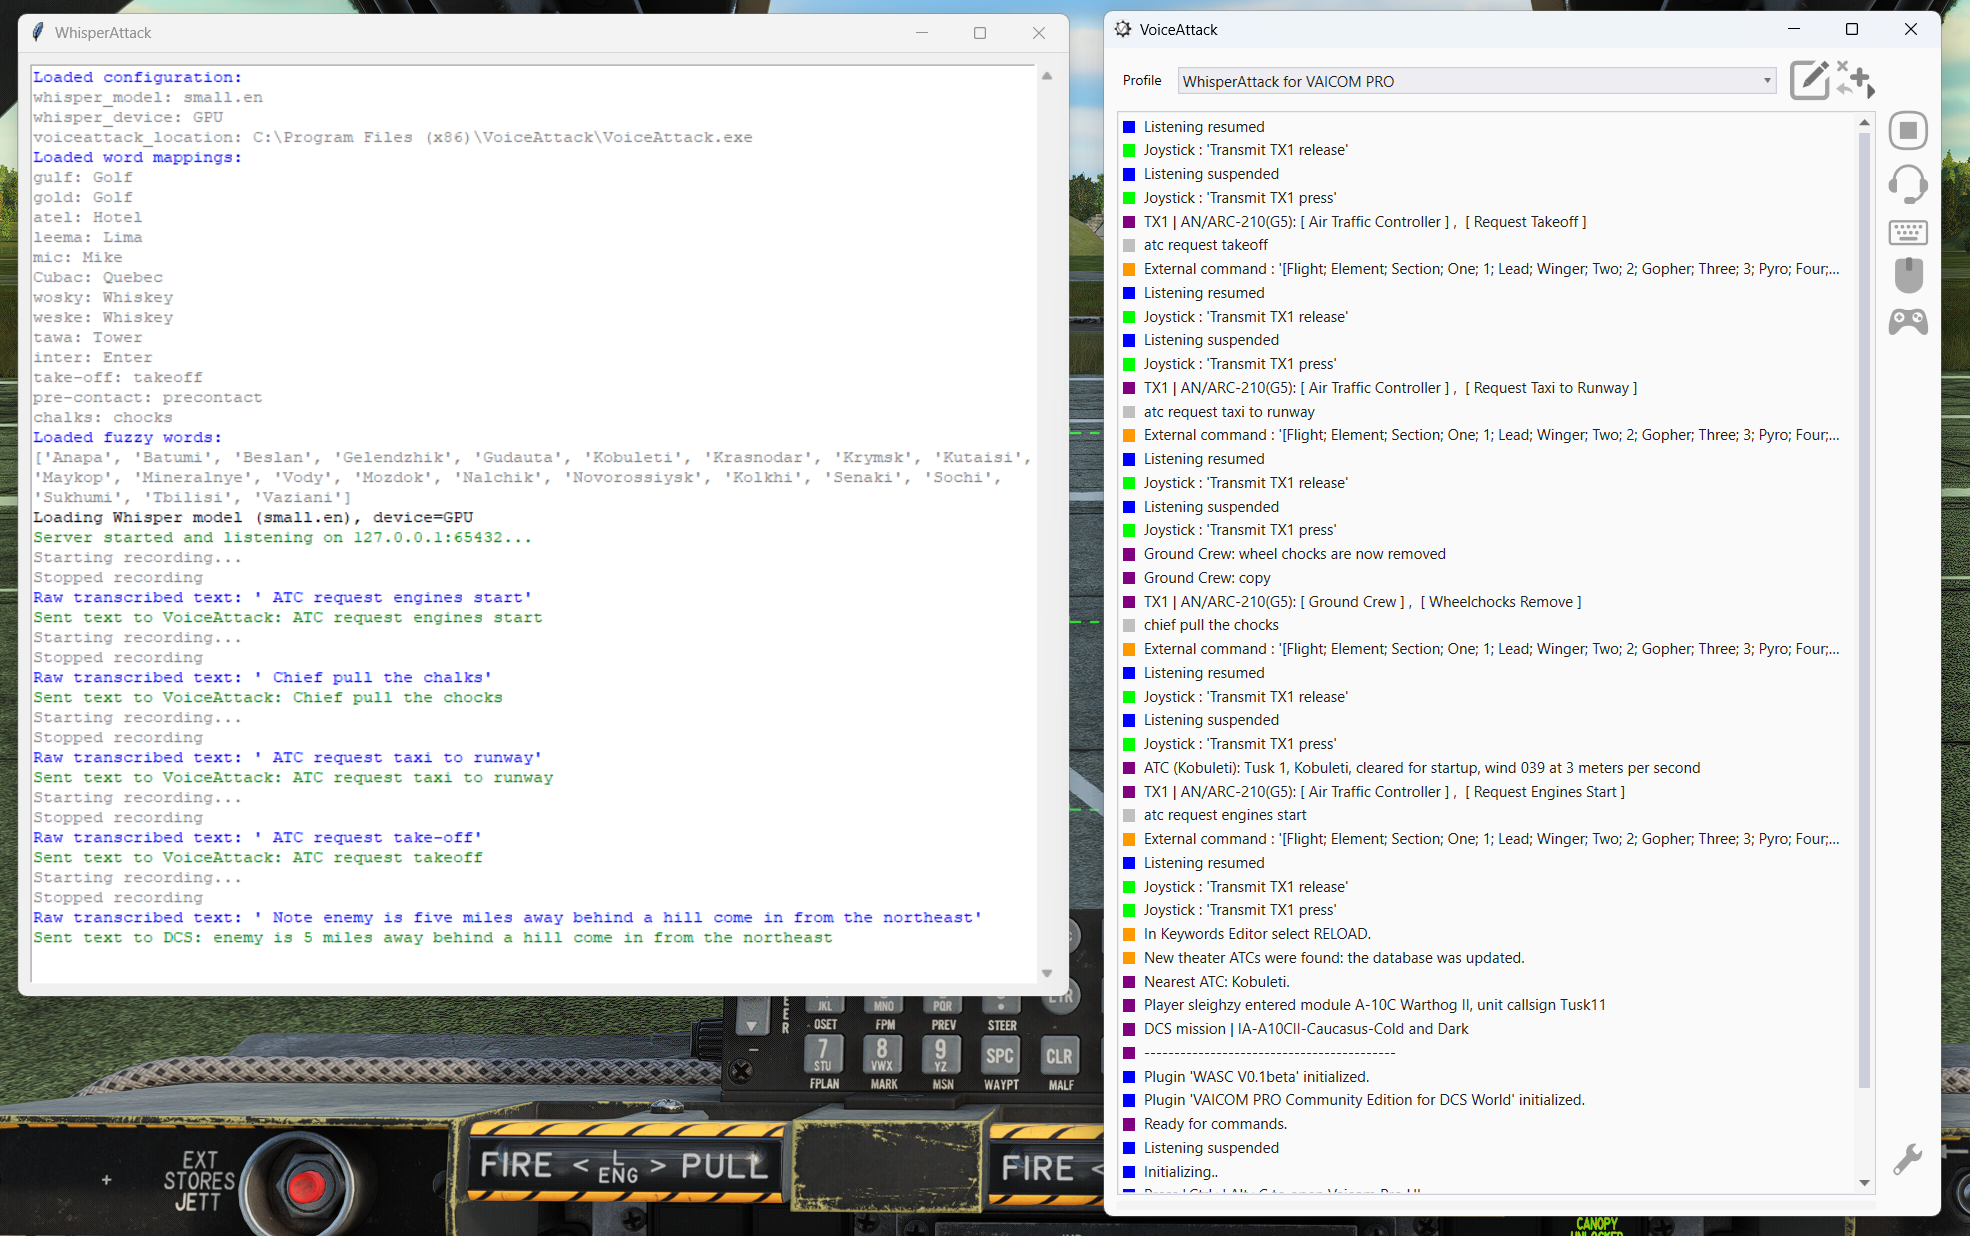 WhisperAttack
Loaded configuration:
whisper_model: small.en
whisper_device: GPU
voiceattack_location: C:\Program Files (x86)\VoiceAttack\VoiceAttack.exe
Loaded word mappings:
gulf: Golf
gold: Golf
atel: Hotel
leema: Lima
mic: Mike
Cubac: Quebec
wosky: Whiskey
weske: Whiskey
tawa: Tower
inter: Enter
take-off: takeoff
pre-contact: precontact
chalks: chocks
Loaded fuzzy words:
['Anapa', 'Batumi', 'Beslan', 'Gelendzhik', 'Gudauta', 'Kobuleti', 'Krasnodar', 'Krymsk', 'Kutaisi',
'Maykop', 'Mineralnye', 'Vody', 'Mozdok', 'Nalchik', 'Novorossiysk', 'Kolkhi', 'Senaki', 'Sochi',
'Sukhumi', 'Tbilisi', 'Vaziani']
Loading Whisper model (small.en), device=GPU
Server started and listening on 127.0.0.1:65432...
Starting recording...
Stopped recording
Raw transcribed text: ' ATC request engines start'
Sent text to VoiceAttack: ATC request engines start
Starting recording...
Stopped recording
Raw transcribed text: ' Chief pull the chalks'
Sent text to VoiceAttack: Chief pull the chocks
Starting recording...
Stopped recording
Raw transcribed text: ' ATC request taxi to runway'
Sent text to VoiceAttack: ATC request taxi to runway
Starting recording...
Stopped recording
Raw transcribed text: ' ATC request take-off'
Sent text to VoiceAttack: ATC request takeoff
Starting recording...
Stopped recording
Raw transcribed text: ' Note enemy is five miles away behind a hill come in from the northeast'
Sent text to DCS: enemy is 5 miles away behind a hill come in from the northeast
VoiceAttack
Profile WhisperAttack for VAICOM PRO
Listening resumed
Joystick : 'Transmit TX1 release'
Listening suspended
Joystick : 'Transmit TX1 press'
TX1 | AN/ARC-210(G5): [ Air Traffic Controller ] , [ Request Takeoff ]
atc request takeoff
External command : '[Flight; Element; Section; One; 1; Lead; Winger; Two; 2; Gopher; Three; 3; Pyro; Four;...
Listening resumed
Joystick : 'Transmit TX1 release'
Listening suspended
Joystick : 'Transmit TX1 press'
TX1 | AN/ARC-210(G5): [ Air Traffic Controller ] , [ Request Taxi to Runway ]
atc request taxi to runway
External command : '[Flight; Element; Section; One; 1; Lead; Winger; Two; 2; Gopher; Three; 3; Pyro; Four;...
Listening resumed
Joystick : 'Transmit TX1 release'
Listening suspended
Joystick : 'Transmit TX1 press'
Ground Crew: wheel chocks are now removed
Ground Crew: copy
TX1 | AN/ARC-210(G5): [ Ground Crew ] , [ Wheelchocks Remove ]
chief pull the chocks
External command : '[Flight; Element; Section; One; 1; Lead; Winger; Two; 2; Gopher; Three; 3; Pyro; Four;...
Listening resumed
Joystick : 'Transmit TX1 release'
Listening suspended
Joystick : 'Transmit TX1 press'
ATC (Kobuleti): Tusk 1, Kobuleti, cleared for startup, wind 039 at 3 meters per second
TX1 | AN/ARC-210(G5): [ Air Traffic Controller ] , [ Request Engines Start ]
atc request engines start
External command : '[Flight; Element; Section; One; 1; Lead; Winger; Two; 2; Gopher; Three; 3; Pyro; Four;...
Listening resumed
Joystick : 'Transmit TX1 release'
Joystick : 'Transmit TX1 press'
In Keywords Editor select RELOAD.
New theater ATCs were found: the database was updated.
Nearest ATC: Kobuleti.
Player sleighzy entered module A-10C Warthog II, unit callsign Tusk11
DCS mission | IA-A10CII-Caucasus-Cold and Dark
------------------------------------------
Plugin 'WASC V0.1beta' initialized.
Plugin 'VAICOM PRO Community Edition for DCS World' initialized.
Ready for commands.
Listening suspended
Initializing..
JKL MNO PQR
OSET FPM PREV STEER
7 8 9 SPC CLR
STU VWX YZ
FPLAN MARK MSN WAYPT MALF
EXT
STORES
JETT
FIRE < L ENG > PULL
FIRE <
CANOPY